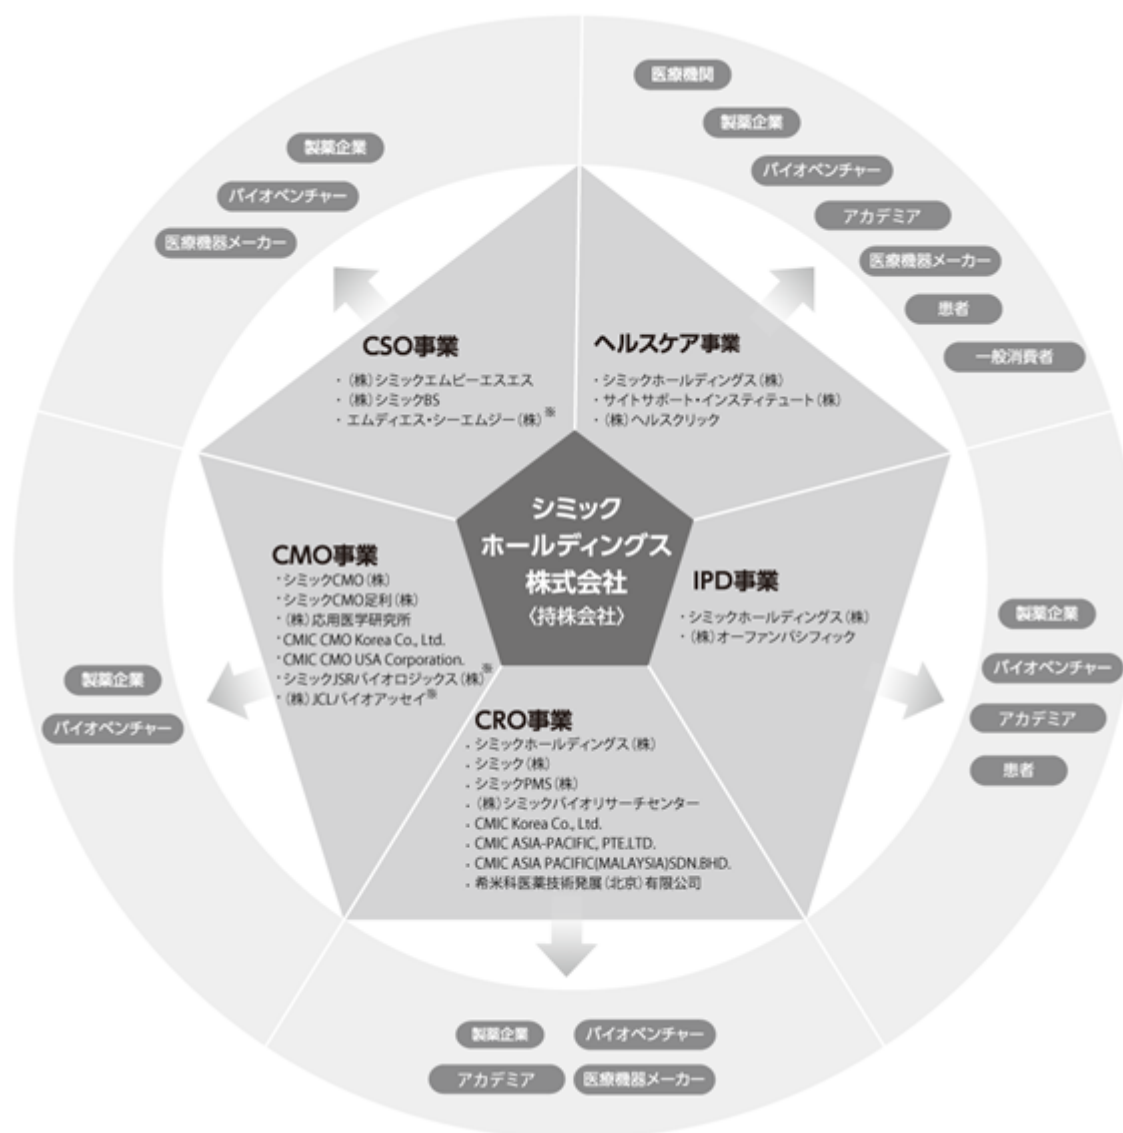 医療機関
製薬企業
バイオベンチャー
アカデミア
医療機器メーカー
患者
一般消費者
製薬企業
バイオベンチャー
医療機器メーカー
CSO事業
・(株)シミックエムピーエスエス
・(株)シミックBS
・エムディエス・シーエムジー(株)※
ヘルスケア事業
・シミックホールディングス(株)
・サイトサポート・インスティテュート(株)
・(株)ヘルスクリック
シミック
ホールディングス
株式会社
〈持株会社〉
CMO事業
・シミックCMO(株)
・シミックCMO足利(株)
・(株)応用医学研究所
・CMIC CMO Korea Co., Ltd.
・CMIC CMO USA Corporation.
・シミックJSRバイオロジックス(株)※
・(株)JCLバイオアッセイ※
製薬企業
バイオベンチャー
IPD事業
・シミックホールディングス(株)
・(株)オーファンパシフィック
製薬企業
バイオベンチャー
アカデミア
患者
CRO事業
・シミックホールディングス(株)
・シミック(株)
・シミックPMS(株)
・(株)シミックバイオリサーチセンター
・CMIC Korea Co., Ltd.
・CMIC ASIA-PACIFIC, PTE.LTD.
・CMIC ASIA PACIFIC(MALAYSIA)SDN.BHD.
・希米科医薬技術発展(北京)有限公司
製薬企業
バイオベンチャー
アカデミア
医療機器メーカー